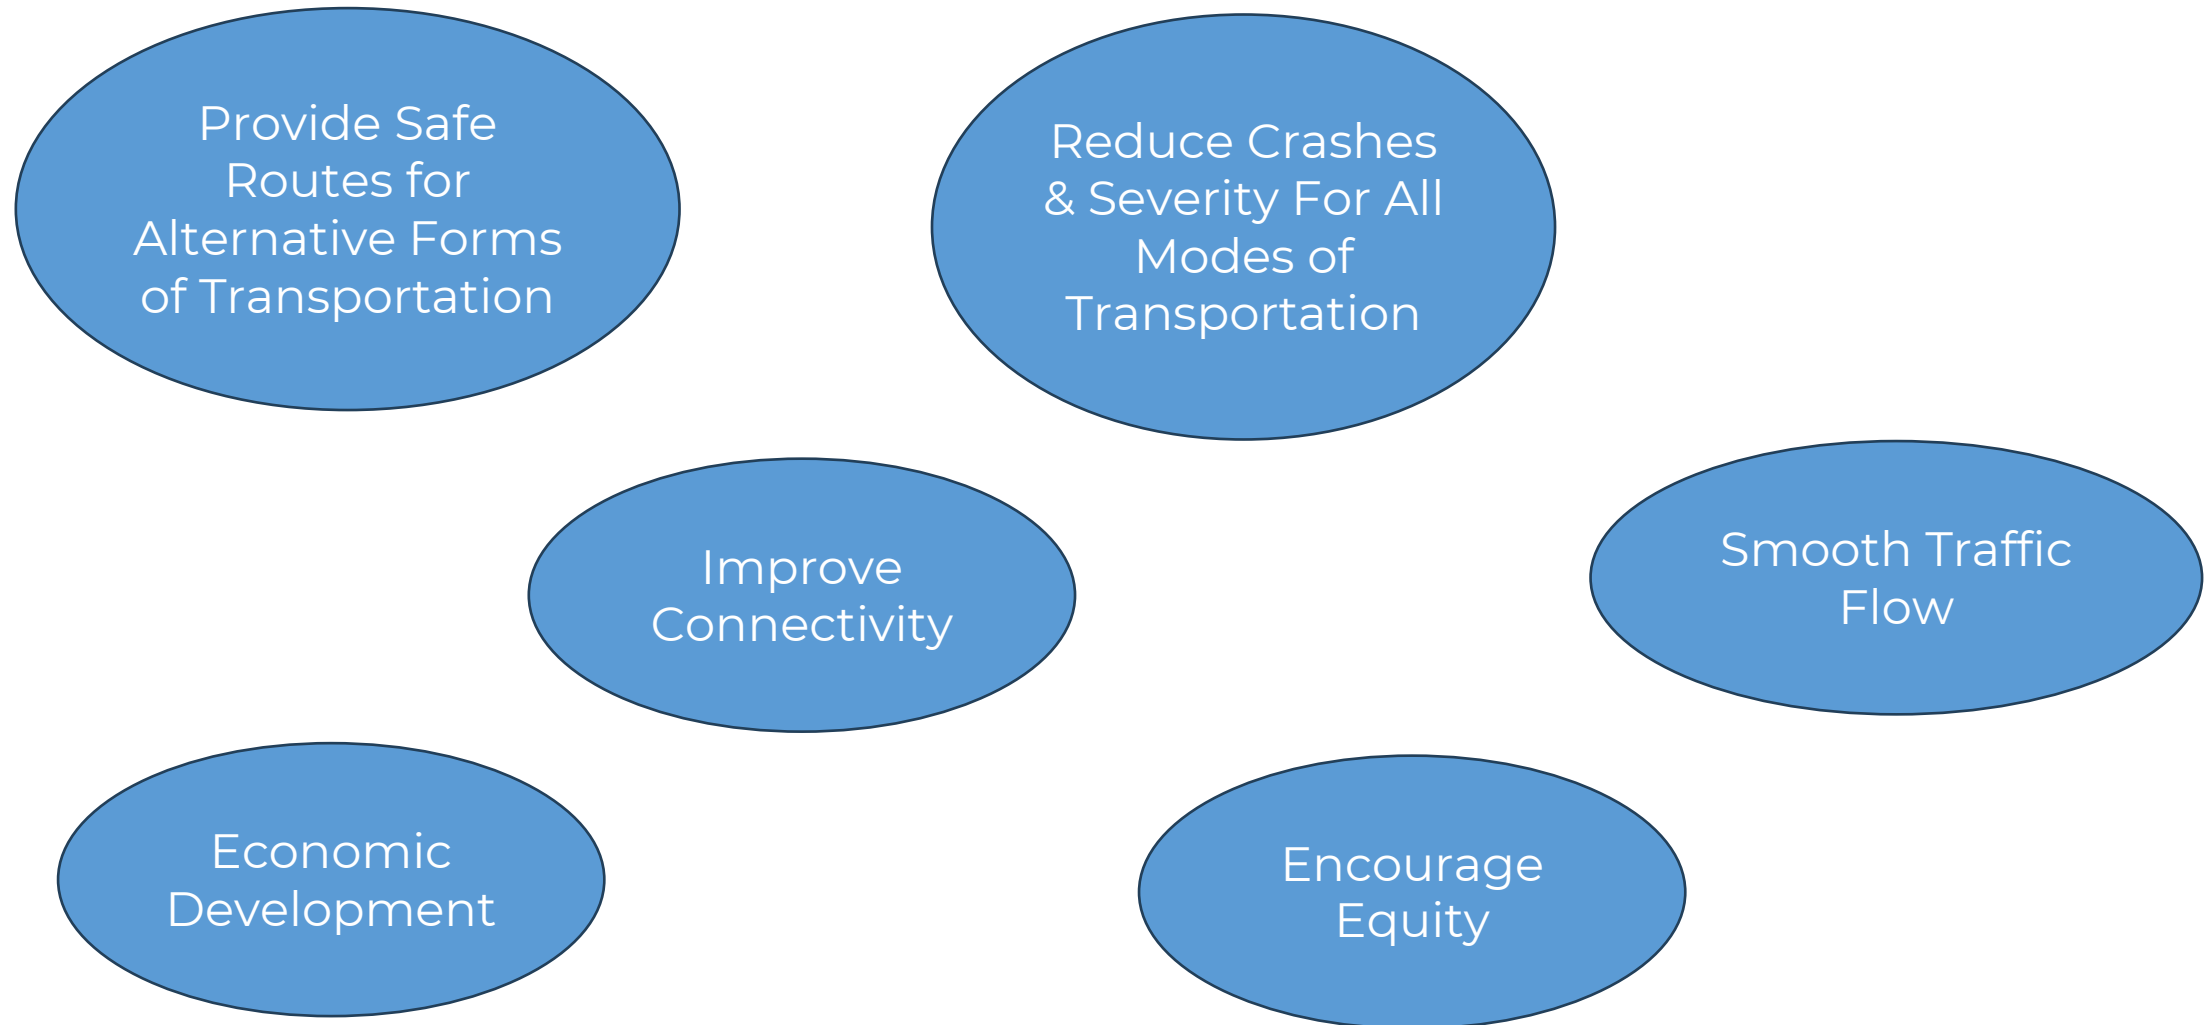 Provide Safe
Routes for
Alternative Forms
of Transportation
Reduce Crashes
& Severity For All
Modes of
Transportation
Improve
Connectivity
Smooth Traffic
Flow
Economic
Development
Encourage
Equity